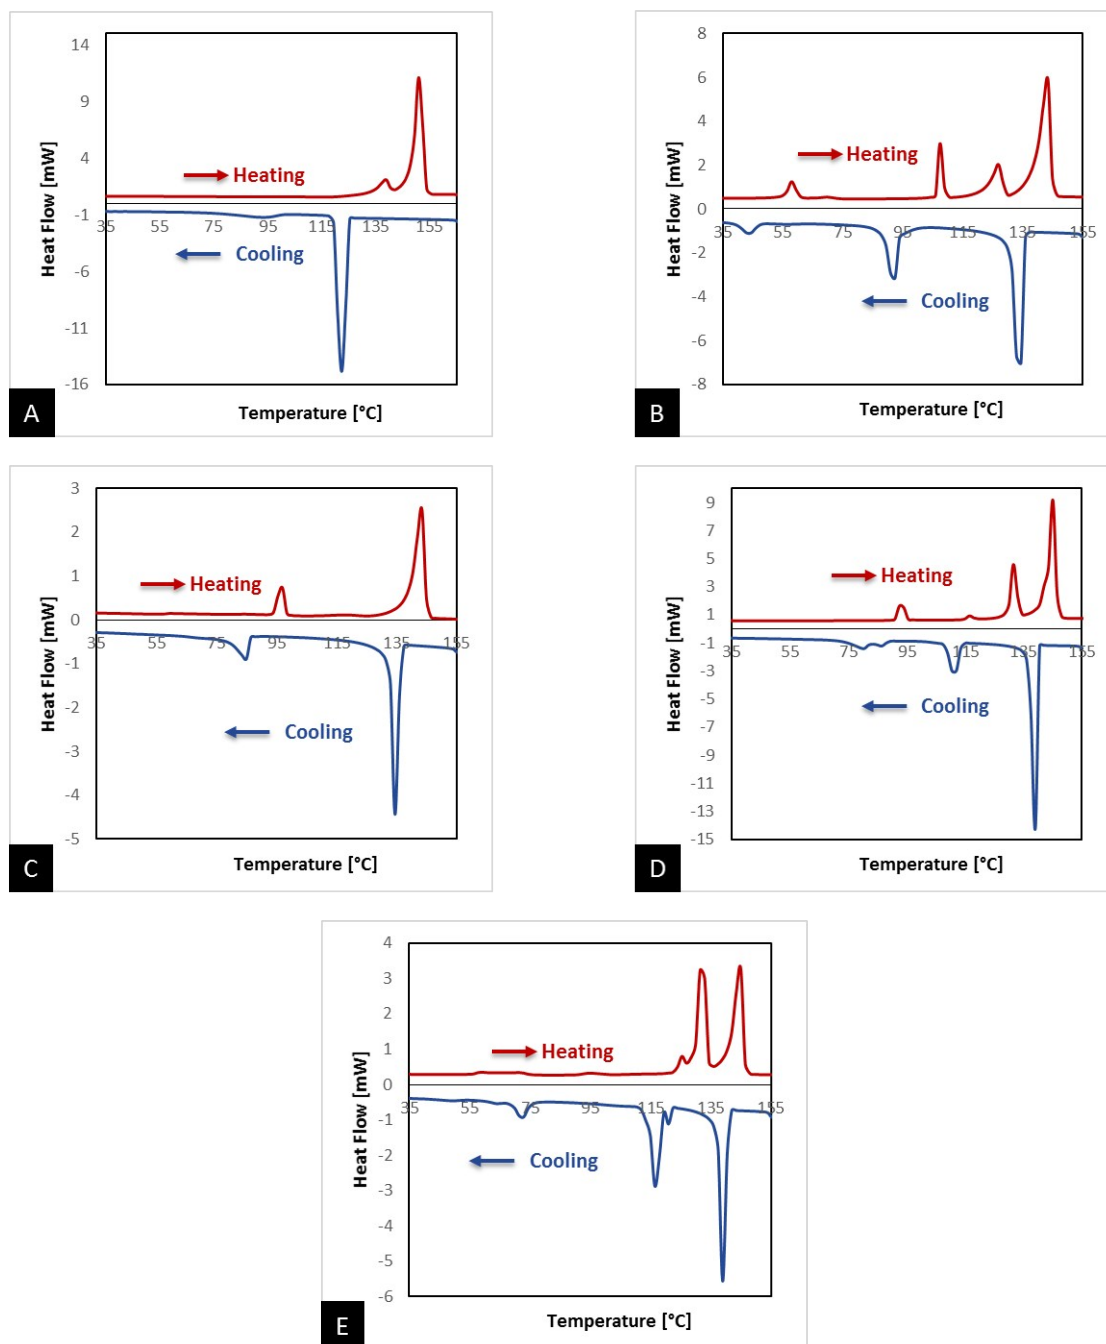 14
9
4
-1
-6
-11
-16
35 55 75 95 115 135 155
Heat Flow [mW]
Heating
Cooling
Temperature [°C]
A
8
6
4
2
0
-2
-4
-6
-8
35 55 75 95 115 135 155
Heat Flow [mW]
Heating
Cooling
Temperature [°C]
B
3
2
1
0
-1
-2
-3
-4
-5
35 55 75 95 115 135 155
Heat Flow [mW]
Heating
Cooling
Temperature [°C]
C
9
7
5
3
1
-1
-3
-5
-7
-9
-11
-13
-15
35 55 75 95 115 135 155
Heat Flow [mW]
Heating
Cooling
Temperature [°C]
D
4
3
2
1
0
-1
-2
-3
-4
-5
-6
35 55 75 95 115 135 155
Heat Flow [mW]
Heating
Cooling
Temperature [°C]
E